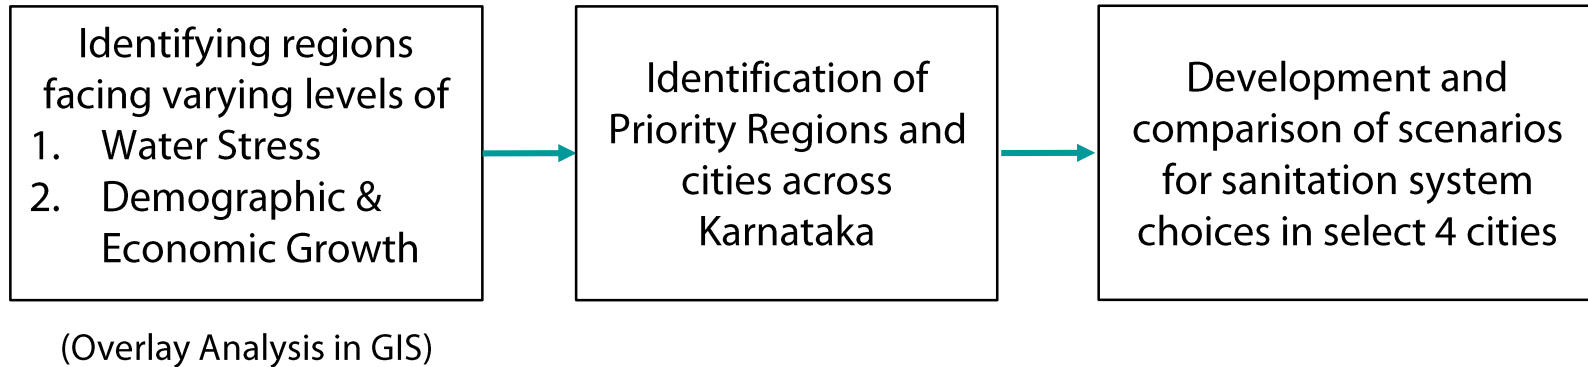 Identifying regions
facing varying levels of
1. Water Stress
2. Demographic &
Economic Growth
(Overlay Analysis in GIS)
Identification of
Priority Regions and
cities across
Karnataka
Development and
comparison of scenarios
for sanitation system
choices in select 4 cities